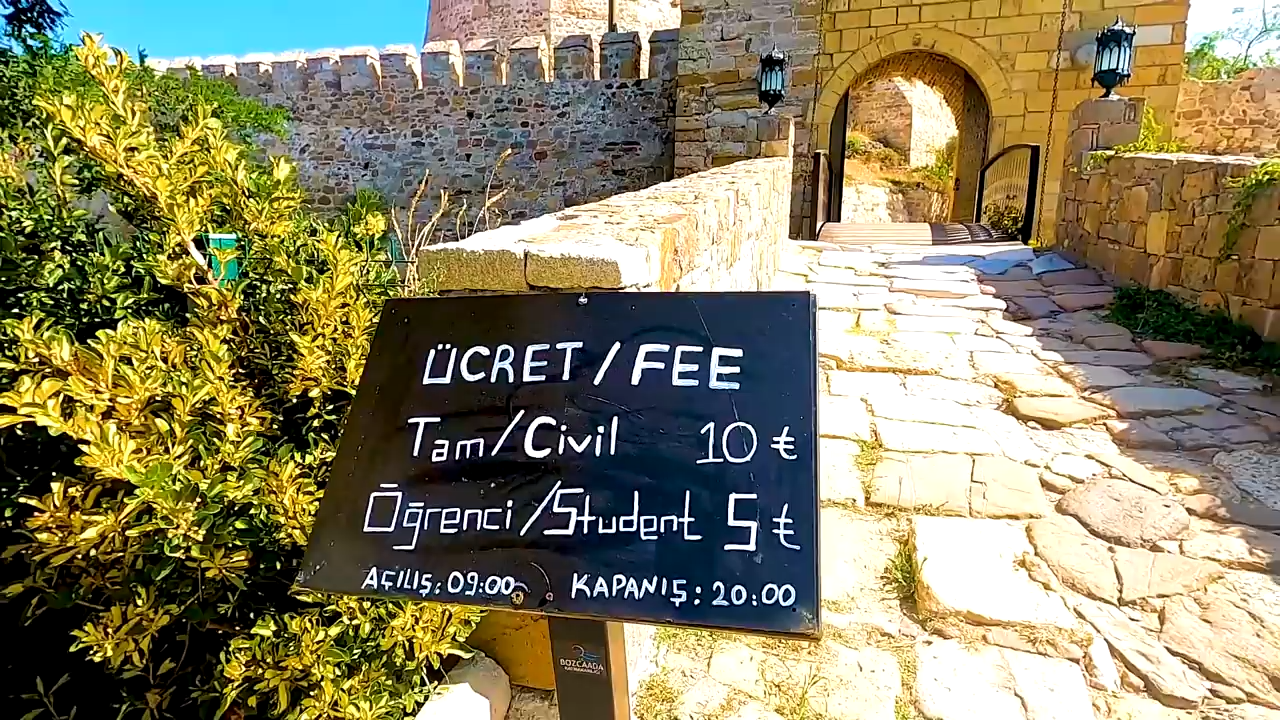 ÜCRET/FEE
Tam/Civil 10 ₺
Öğrenci/Student 5 ₺
AÇILIŞ: 09:00 KAPANIŞ: 20:00
BOZCAADA